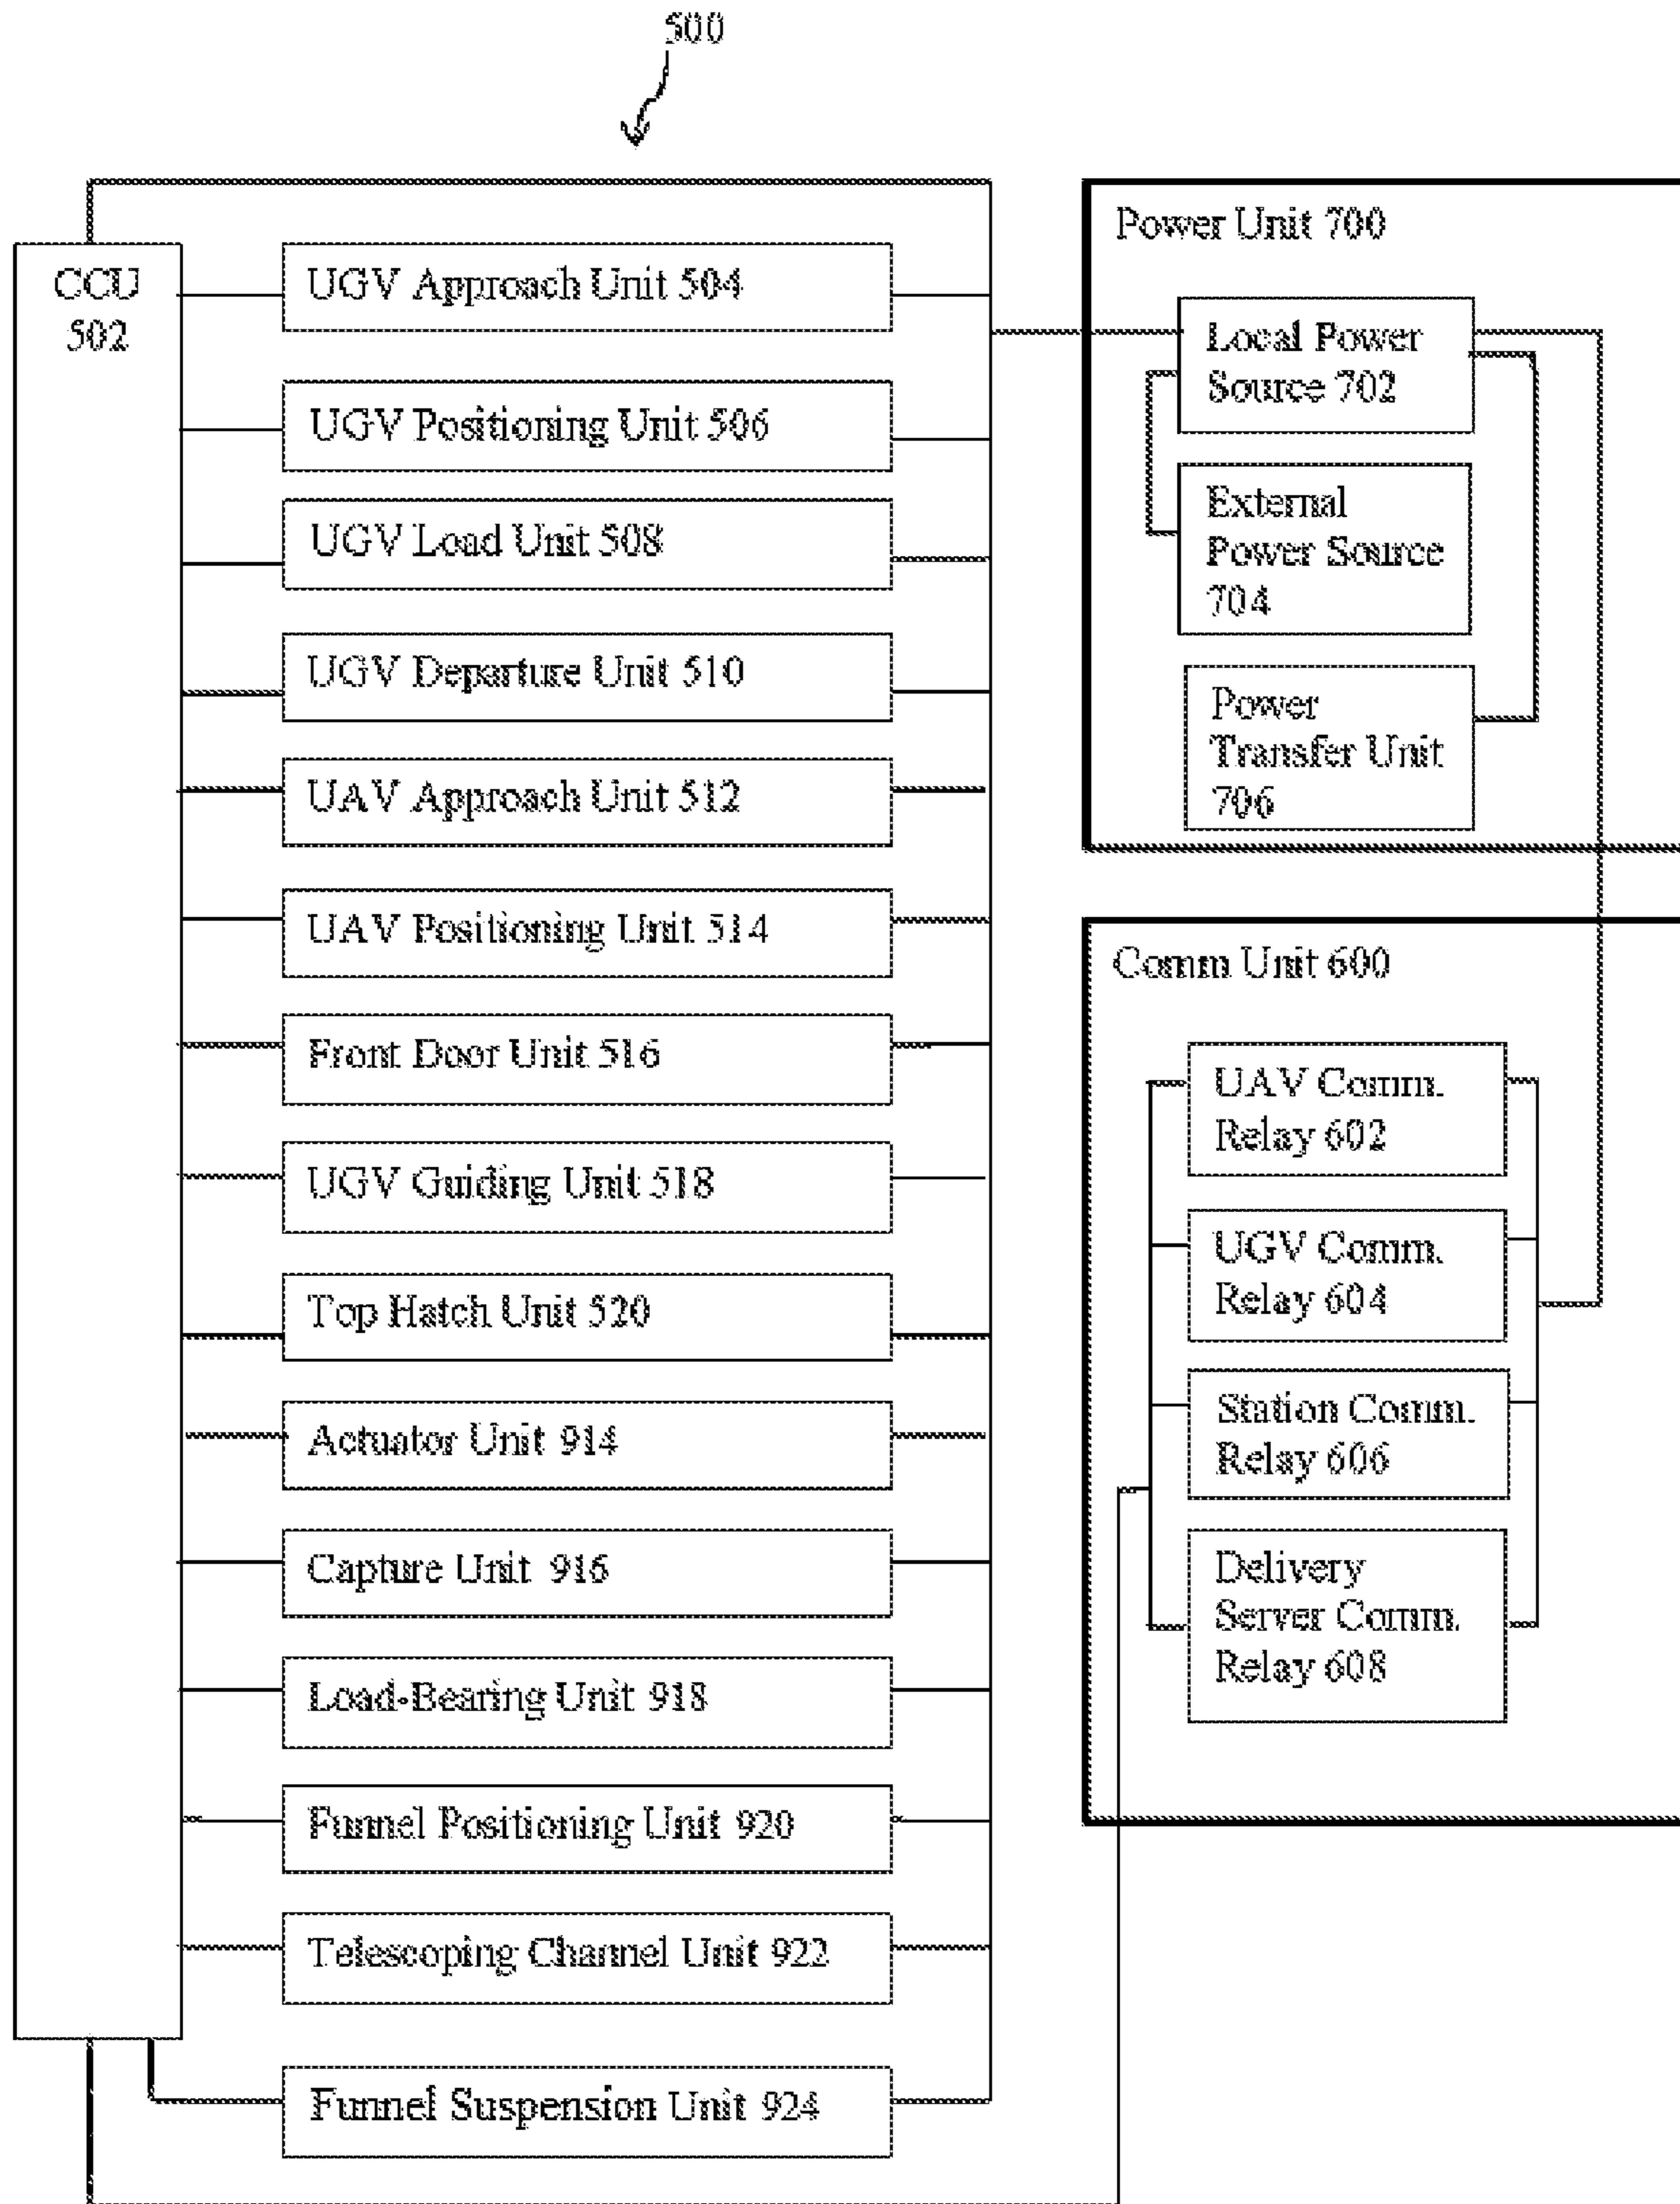 500
CCU
502
UGV Approach Unit 504
UGV Positioning Unit 506
UGV Load Unit 508
UGV Departure Unit 510
UAV Approach Unit 512
UAV Positioning Unit 514
Front Door Unit 516
UGV Guiding Unit 518
Top Hatch Unit 520
Actuator Unit 914
Capture Unit 916
Load-Bearing Unit 918
Funnel Positioning Unit 920
Telescoping Channel Unit 922
Funnel Suspension Unit 924
Power Unit 700
Local Power
Source 702
External
Power Source
704
Power
Transfer Unit
706
Comm Unit 600
UAV Comm.
Relay 602
UGV Comm.
Relay 604
Station Comm.
Relay 606
Delivery
Server Comm.
Relay 608